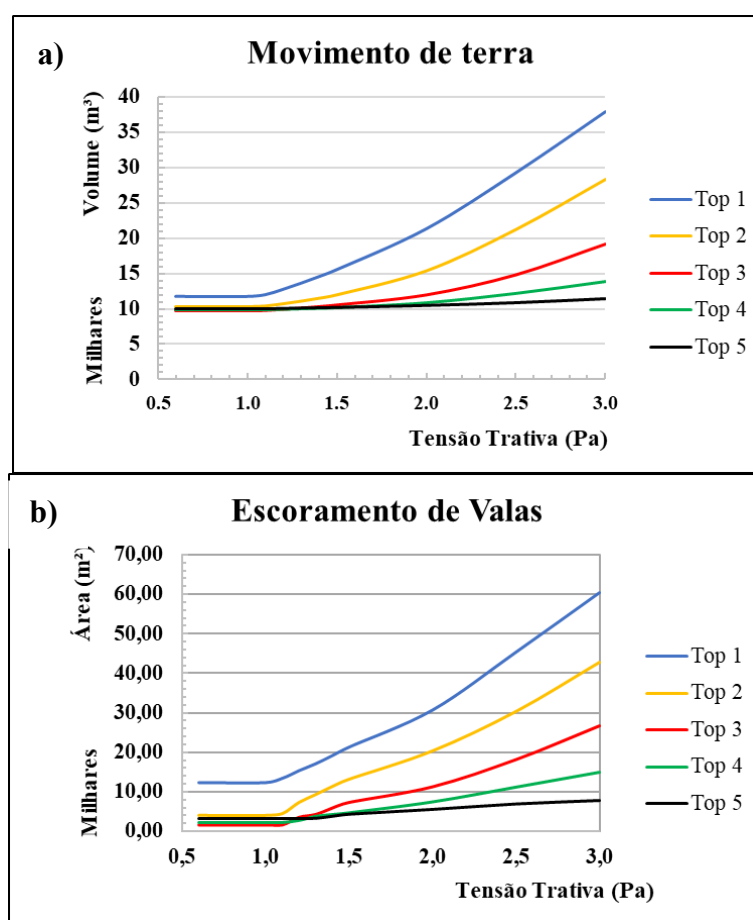 a)
Movimento de terra
Volume (m³)
Milhares
40
35
30
25
20
15
10
5
0
0.5 1.0 1.5 2.0 2.5 3.0
Tensão Trativa (Pa)
Top 1
Top 2
Top 3
Top 4
Top 5
b)
Escoramento de Valas
Área (m²)
Milhares
70,00
60,00
50,00
40,00
30,00
20,00
10,00
0,00
0,5 1,0 1,5 2,0 2,5 3,0
Tensão Trativa (Pa)
Top 1
Top 2
Top 3
Top 4
Top 5